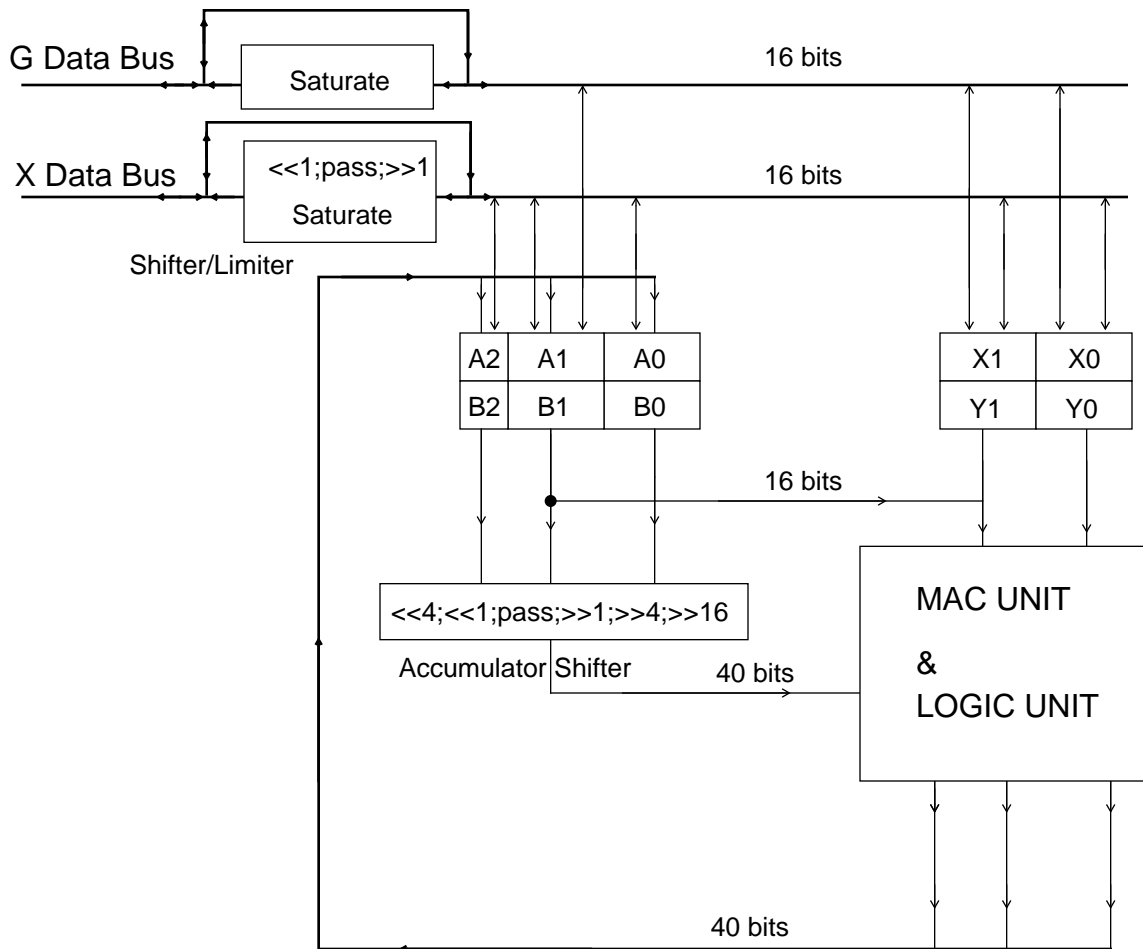 G Data Bus
Saturate
16 bits
X Data Bus
<<1;pass;>>1
Saturate
16 bits
Shifter/Limiter
A2 A1 A0
B2 B1 B0
X1 X0
Y1 Y0
16 bits
<<4;<<1;pass;>>1;>>4;>>16
Accumulator Shifter
40 bits
MAC UNIT
&
LOGIC UNIT
40 bits